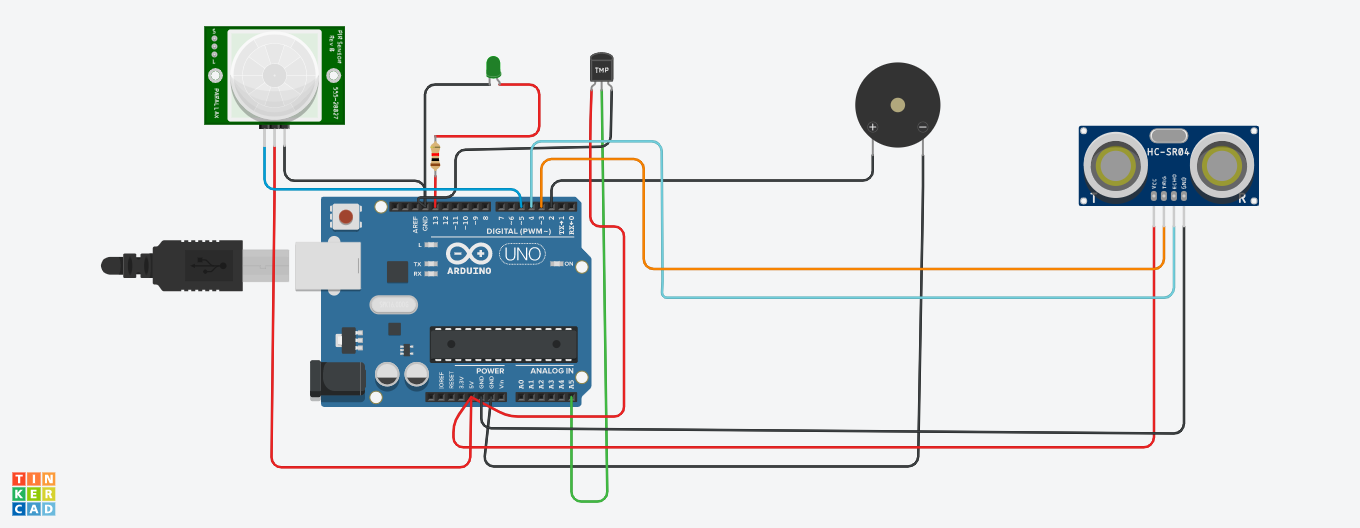 PIR Sensor
Rev B
555-28027
PARALLAX
S
L
TMP
+
-
HC-SR04
VCC
TRIG
ECHO
GND
T
R
AREF
GND
13
12
~11
~10
~9
8
7
~6
~5
4
~3
2
TX→1
RX←0
DIGITAL (PWM~)
L
TX
RX
ARDUINO
UNO
ON
POWER
ANALOG IN
IOREF
RESET
3.3V
5V
GND
GND
Vin
A0
A1
A2
A3
A4
A5
TIN
KER
CAD